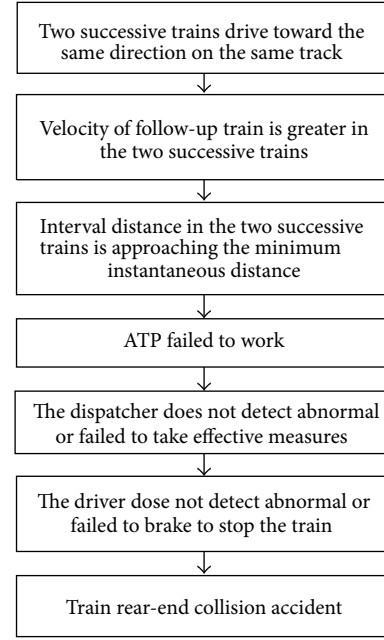 Two successive trains drive toward the
same direction on the same track
Velocity of follow-up train is greater in
the two successive trains
Interval distance in the two successive
trains is approaching the minimum
instantaneous distance
ATP failed to work
The dispatcher does not detect abnormal
or failed to take effective measures
The driver dose not detect abnormal or
failed to brake to stop the train
Train rear-end collision accident